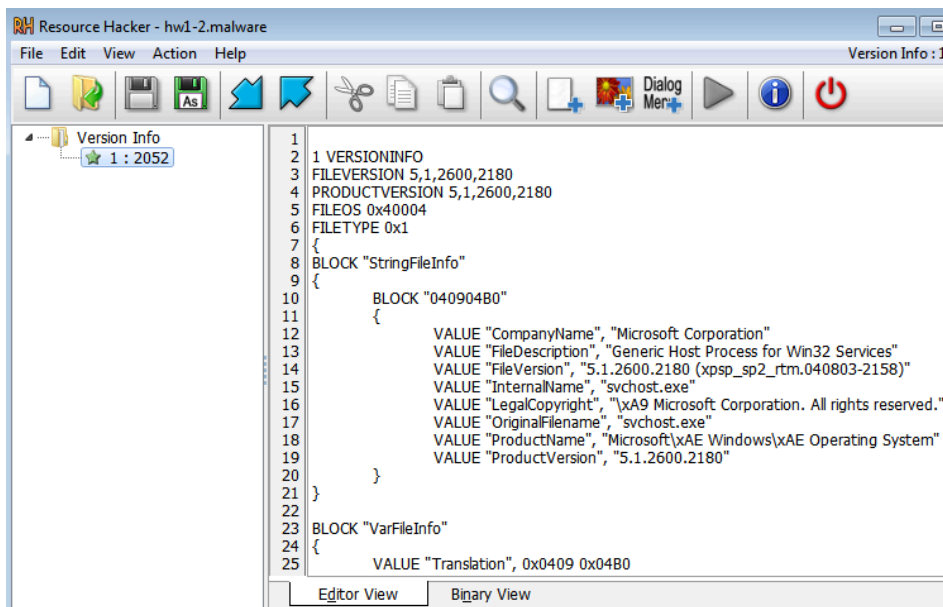 Resource Hacker - hw1-2.malware
File Edit View Action Help
Version Info : 1
As
Dialog
Menu
Version Info
1 : 2052
1
2 1 VERSIONINFO
3 FILEVERSION 5,1,2600,2180
4 PRODUCTVERSION 5,1,2600,2180
5 FILEOS 0x40004
6 FILETYPE 0x1
7 {
8 BLOCK "StringFileInfo"
9 {
10 BLOCK "040904B0"
11 {
12 VALUE "CompanyName", "Microsoft Corporation"
13 VALUE "FileDescription", "Generic Host Process for Win32 Services"
14 VALUE "FileVersion", "5.1.2600.2180 (xpsp_sp2_rtm.040803-2158)"
15 VALUE "InternalName", "svchost.exe"
16 VALUE "LegalCopyright", "\xA9 Microsoft Corporation. All rights reserved."
17 VALUE "OriginalFilename", "svchost.exe"
18 VALUE "ProductName", "Microsoft\xAE Windows\xAE Operating System"
19 VALUE "ProductVersion", "5.1.2600.2180"
20 }
21 }
22
23 BLOCK "VarFileInfo"
24 {
25 VALUE "Translation", 0x0409 0x04B0
Editor View Binary View